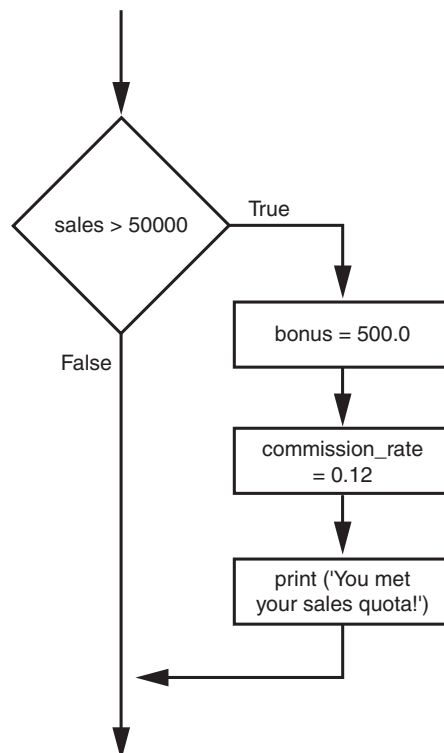 sales > 50000
True
bonus = 500.0
False
commission_rate
= 0.12
print ('You met
your sales quota!')